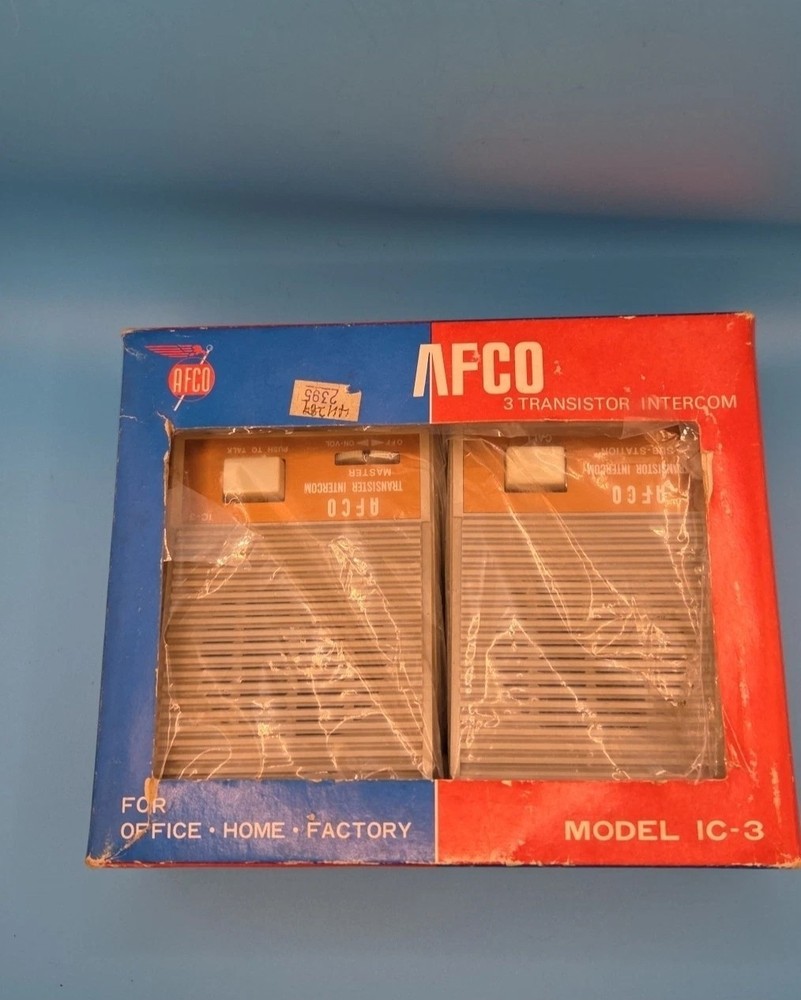 AFCO
AFCO
3 TRANSISTOR INTERCOM
2395
OFF ON-VOL
PUSH TO TALK
MASTER
TRANSISTER INTERCOM
AFCO
IC-3
CALL
SUB-STATION
TRANSISTER INTERCOM
AFCO
FOR
OFFICE • HOME • FACTORY
MODEL IC-3